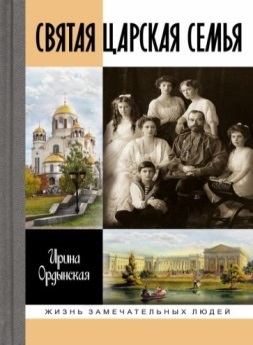 СВЯТАЯ ЦАРСКАЯ СЕМЬЯ
Ирина
Ордынская
ЖИЗНЬ ЗАМЕЧАТЕЛЬНЫХ ЛЮДЕЙ